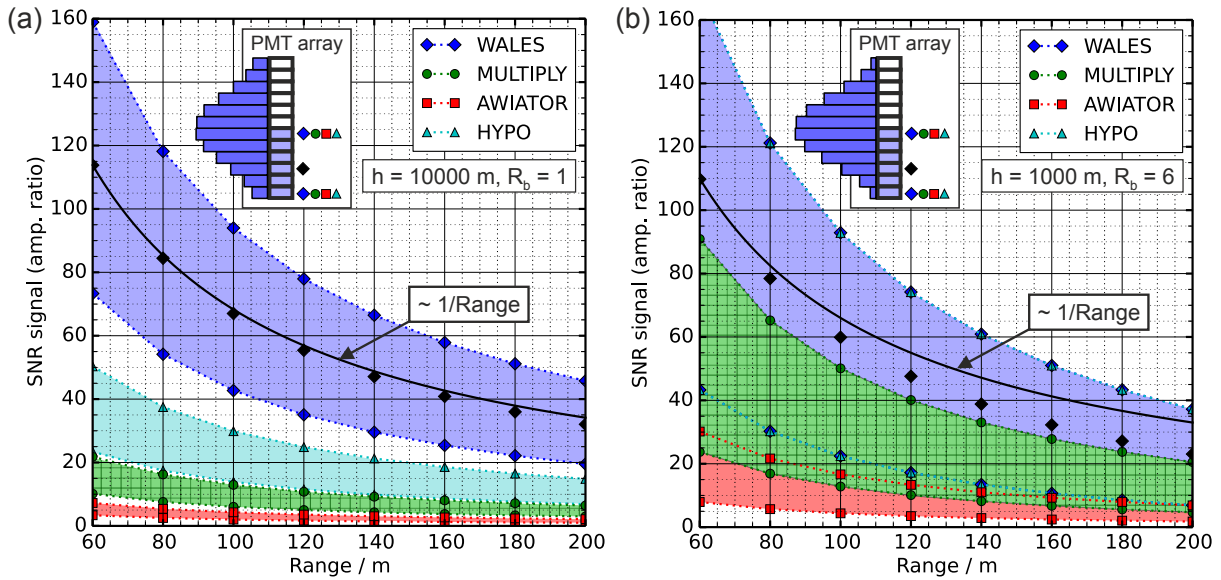 (a)
160
140
120
100
80
60
40
20
0
SNR signal (amp. ratio)
PMT array
WALES
MULTIPLY
AWIATOR
HYPO
h = 10000 m, R_b = 1
~ 1/Range
60 80 100 120 140 160 180 200
Range / m
(b)
160
140
120
100
80
60
40
20
0
SNR signal (amp. ratio)
PMT array
WALES
MULTIPLY
AWIATOR
HYPO
h = 1000 m, R_b = 6
~ 1/Range
60 80 100 120 140 160 180 200
Range / m